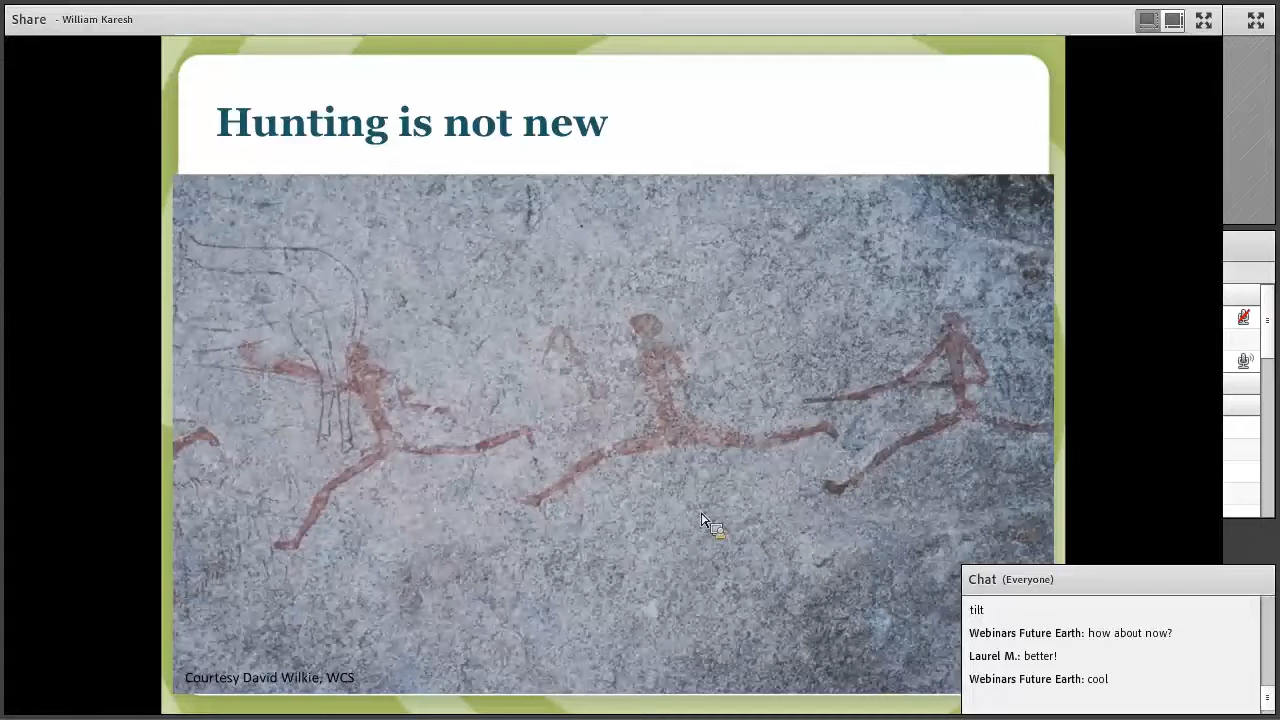 Share - William Karesh
Hunting is not new
Courtesy David Wilkie, WCS
Chat (Everyone)
tilt
Webinars Future Earth: how about now?
Laurel M.: better!
Webinars Future Earth: cool